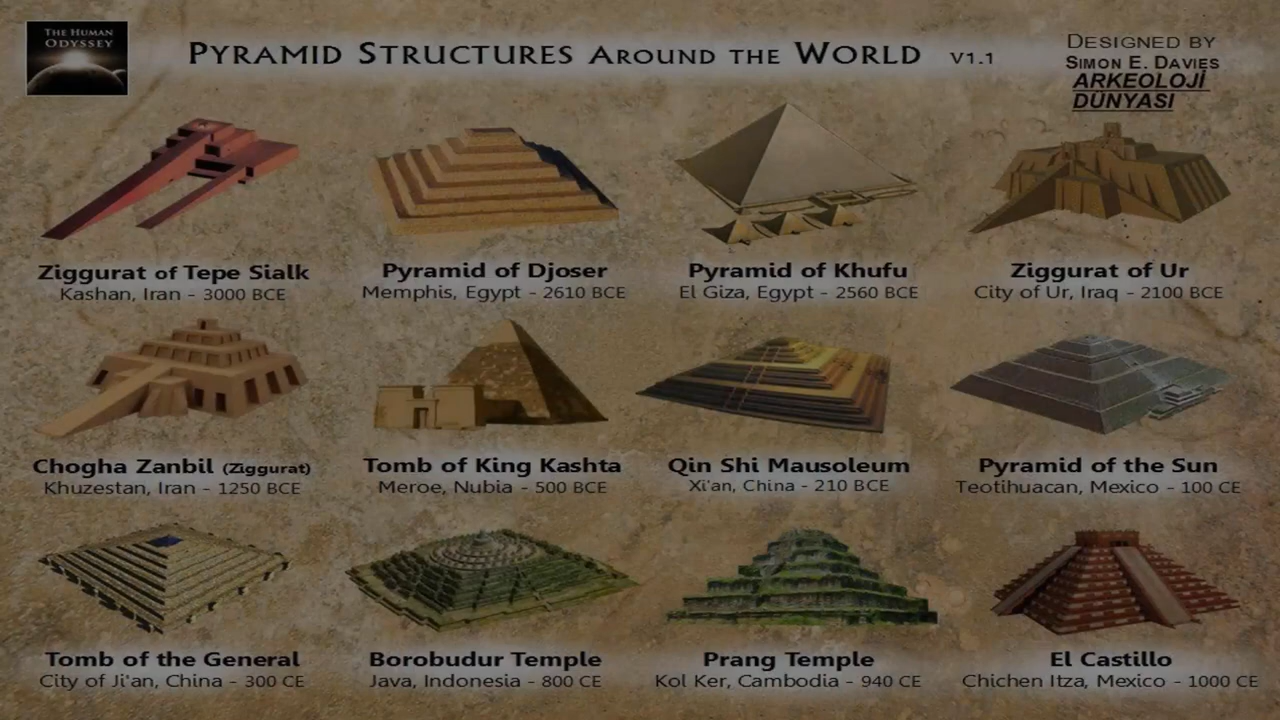 THE HUMAN
ODYSSEY
PYRAMID STRUCTURES AROUND THE WORLD V1.1
DESIGNED BY
SIMON E. DAVIES
ARKEOLOJİ
DÜNYASI
Ziggurat of Tepe Sialk
Kashan, Iran - 3000 BCE
Pyramid of Djoser
Memphis, Egypt - 2610 BCE
Pyramid of Khufu
El Giza, Egypt - 2560 BCE
Ziggurat of Ur
City of Ur, Iraq - 2100 BCE
Chogha Zanbil (Ziggurat)
Khuzestan, Iran - 1250 BCE
Tomb of King Kashta
Meroe, Nubia - 500 BCE
Qin Shi Mausoleum
Xi'an, China - 210 BCE
Pyramid of the Sun
Teotihuacan, Mexico - 100 CE
Tomb of the General
City of Ji'an, China - 300 CE
Borobudur Temple
Java, Indonesia - 800 CE
Prang Temple
Kol Ker, Cambodia - 940 CE
El Castillo
Chichen Itza, Mexico - 1000 CE